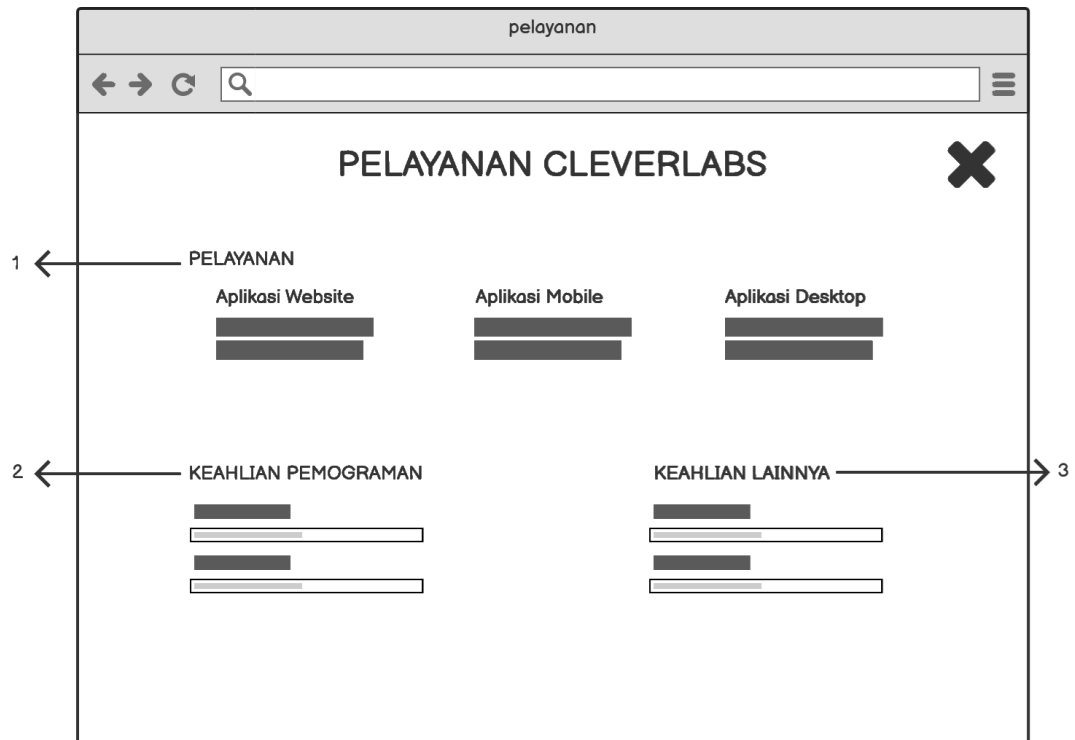 pelayanan
PELAYANAN CLEVERLABS
1
PELAYANAN
Aplikasi Website
Aplikasi Mobile
Aplikasi Desktop
2
KEAHLIAN PEMOGRAMAN
KEAHLIAN LAINNYA
3